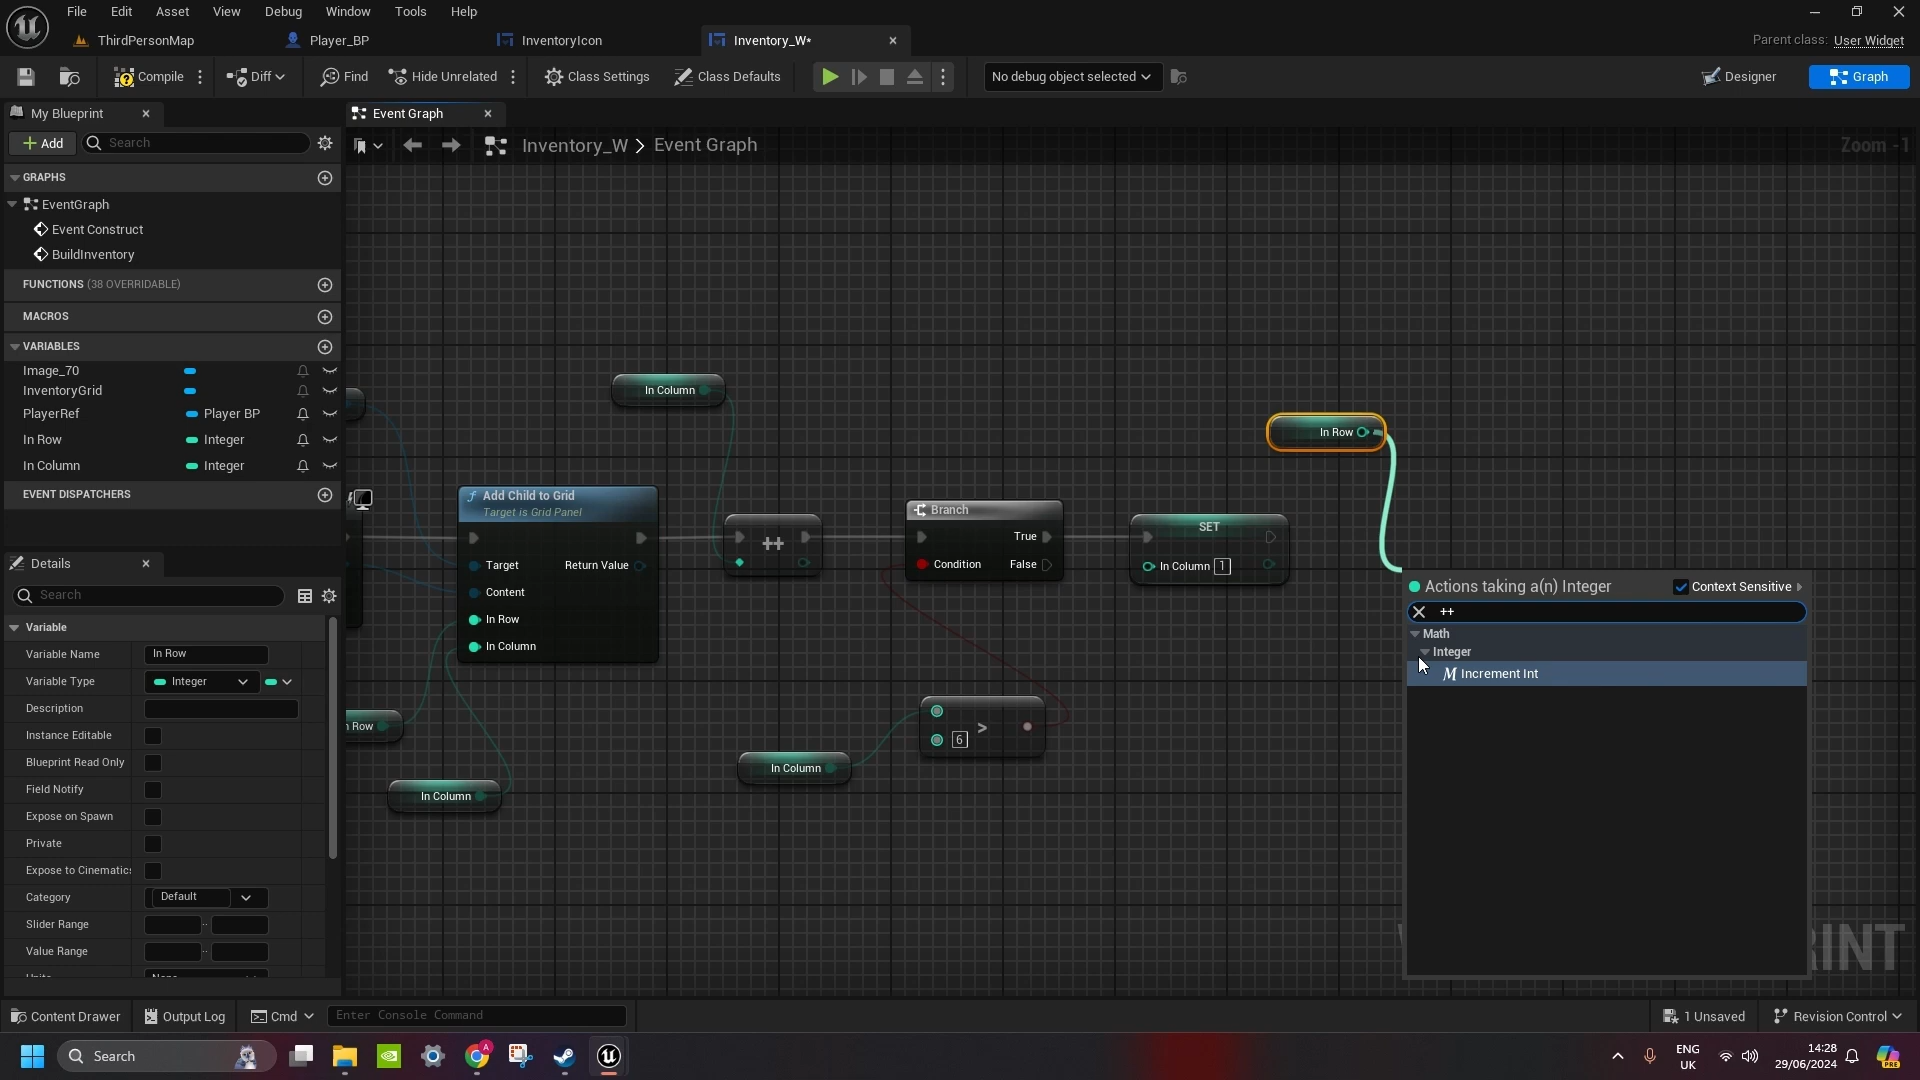 File Edit Asset View Debug Window Tools Help
ThirdPersonMap Player_BP InventoryIcon Inventory_W* Parent class: User Widget
Compile Diff Find Hide Unrelated Class Settings Class Defaults No debug object selected Designer Graph
My Blueprint Event Graph
Add Search
Inventory_W > Event Graph Zoom -1
GRAPHS
EventGraph
Event Construct
BuildInventory
FUNCTIONS (38 OVERRIDABLE)
MACROS
VARIABLES
Image_70
InventoryGrid
PlayerRef Player BP
In Row Integer
In Column Integer
EVENT DISPATCHERS
Details
Search
Variable
Variable Name In Row
Variable Type Integer
Description
Instance Editable
Blueprint Read Only
Field Notify
Expose on Spawn
Private
Expose to Cinematics
Category Default
Slider Range
Value Range
In Column
In Row
Add Child to Grid
Target is Grid Panel
Target Return Value
Content
In Row
In Column
++
Branch
True
Condition False
SET
In Column 1
n Row
In Column
In Column
6 >
Actions taking a(n) Integer Context Sensitive
++
Math
Integer
Increment Int
RINT
Content Drawer Output Log Cmd Enter Console Command 1 Unsaved Revision Control
Search ENG UK 14:28 29/06/2024
PRE